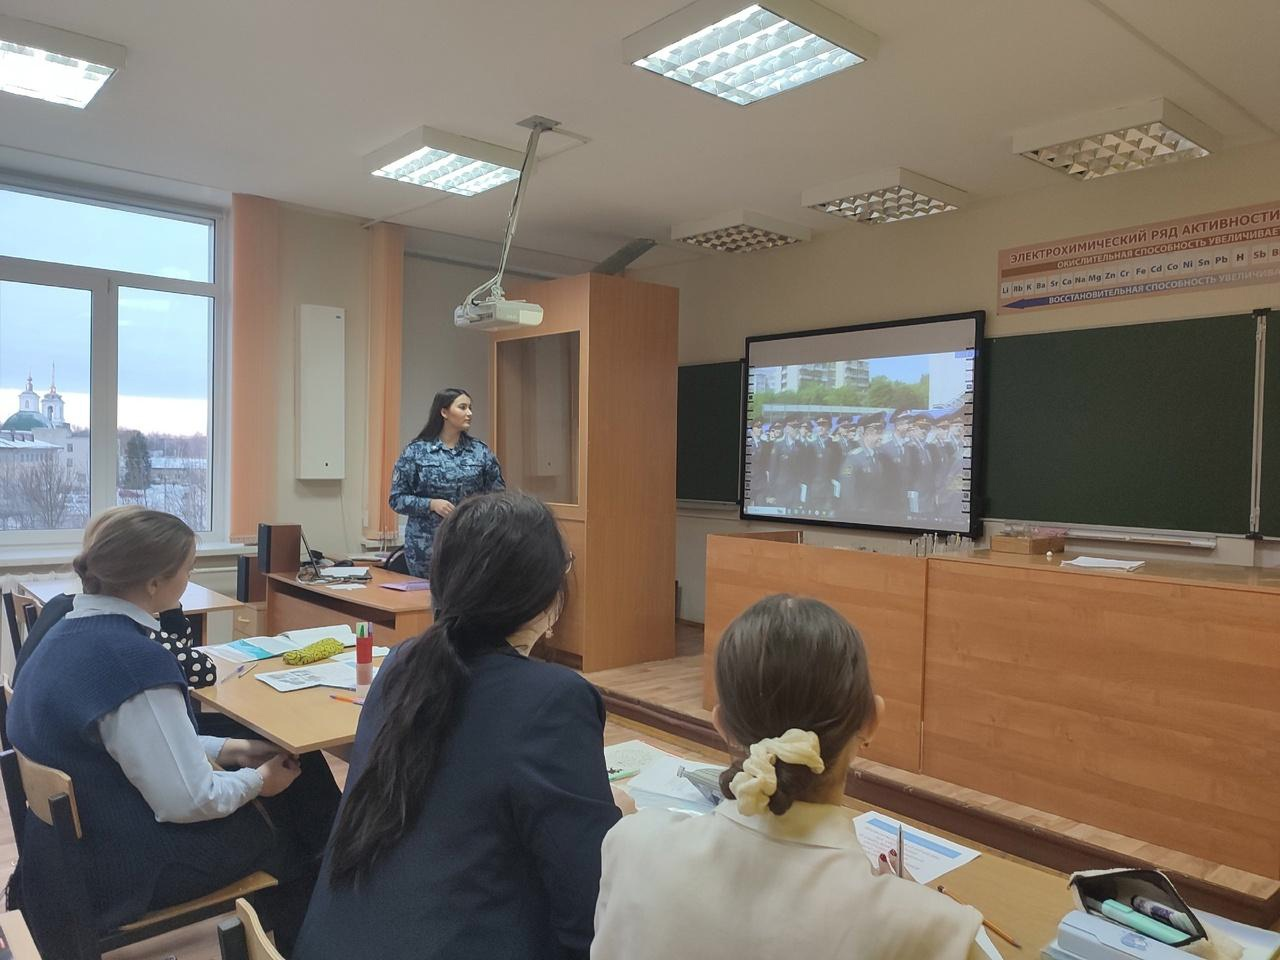 ЭЛЕКТРОХИМИЧЕСКИЙ РЯД АКТИВНОСТИ
ОКИСЛИТЕЛЬНАЯ СПОСОБНОСТЬ УВЕЛИЧИВАЕ
Li Rb K Ba Sr Ca Na Mg Zn Cr Fe Cd Co Ni Sn Pb H Sb B
ВОССТАНОВИТЕЛЬНАЯ СПОСОБНОСТЬ УВЕЛИЧИВА